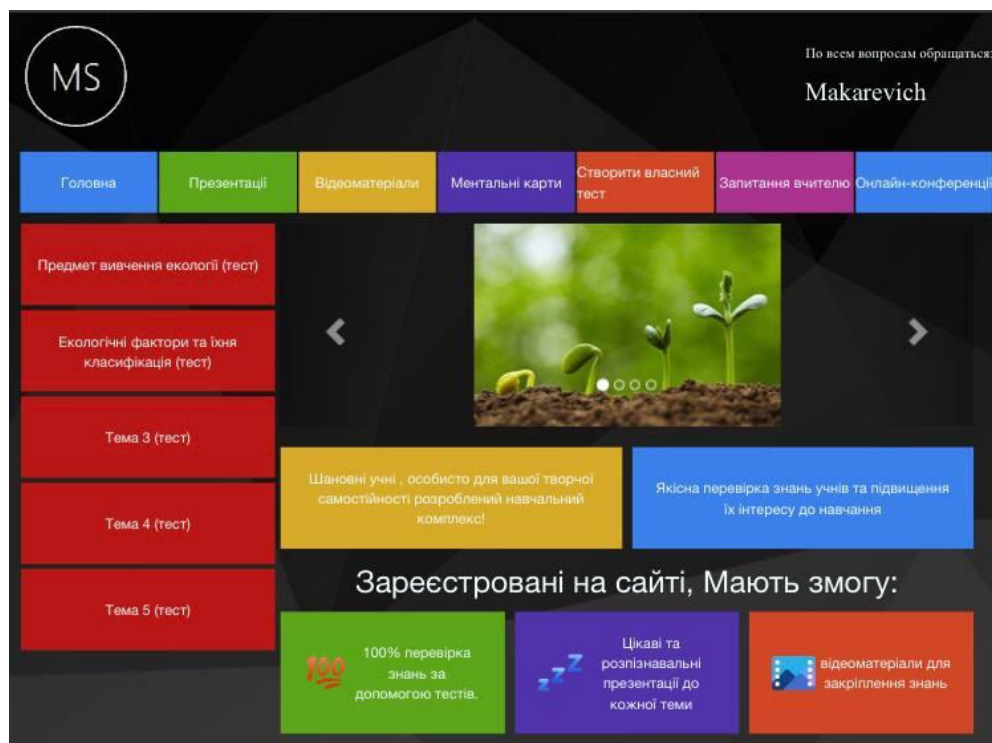 MS
По всем вопросам обращаться:
Makarevich
Головна
Презентації
Відеоматеріали
Ментальні карти
Створити власний
тест
Запитання вчителю
Онлайн-конференції
Предмет вивчення екології (тест)
Екологічні фактори та їхня
класифікація (тест)
Тема 3 (тест)
Тема 4 (тест)
Тема 5 (тест)
Шановні учні , особисто для вашої творчої
самостійності розроблений навчальний
комплекс!
Якісна перевірка знань учнів та підвищення
їх інтересу до навчання
Зареєстровані на сайті, Мають змогу:
100
100% перевірка
знань за
допомогою тестів.
zzZ
Цікаві та
розпізнавальні
презентації до
кожної теми
відеоматеріали для
закріплення знань